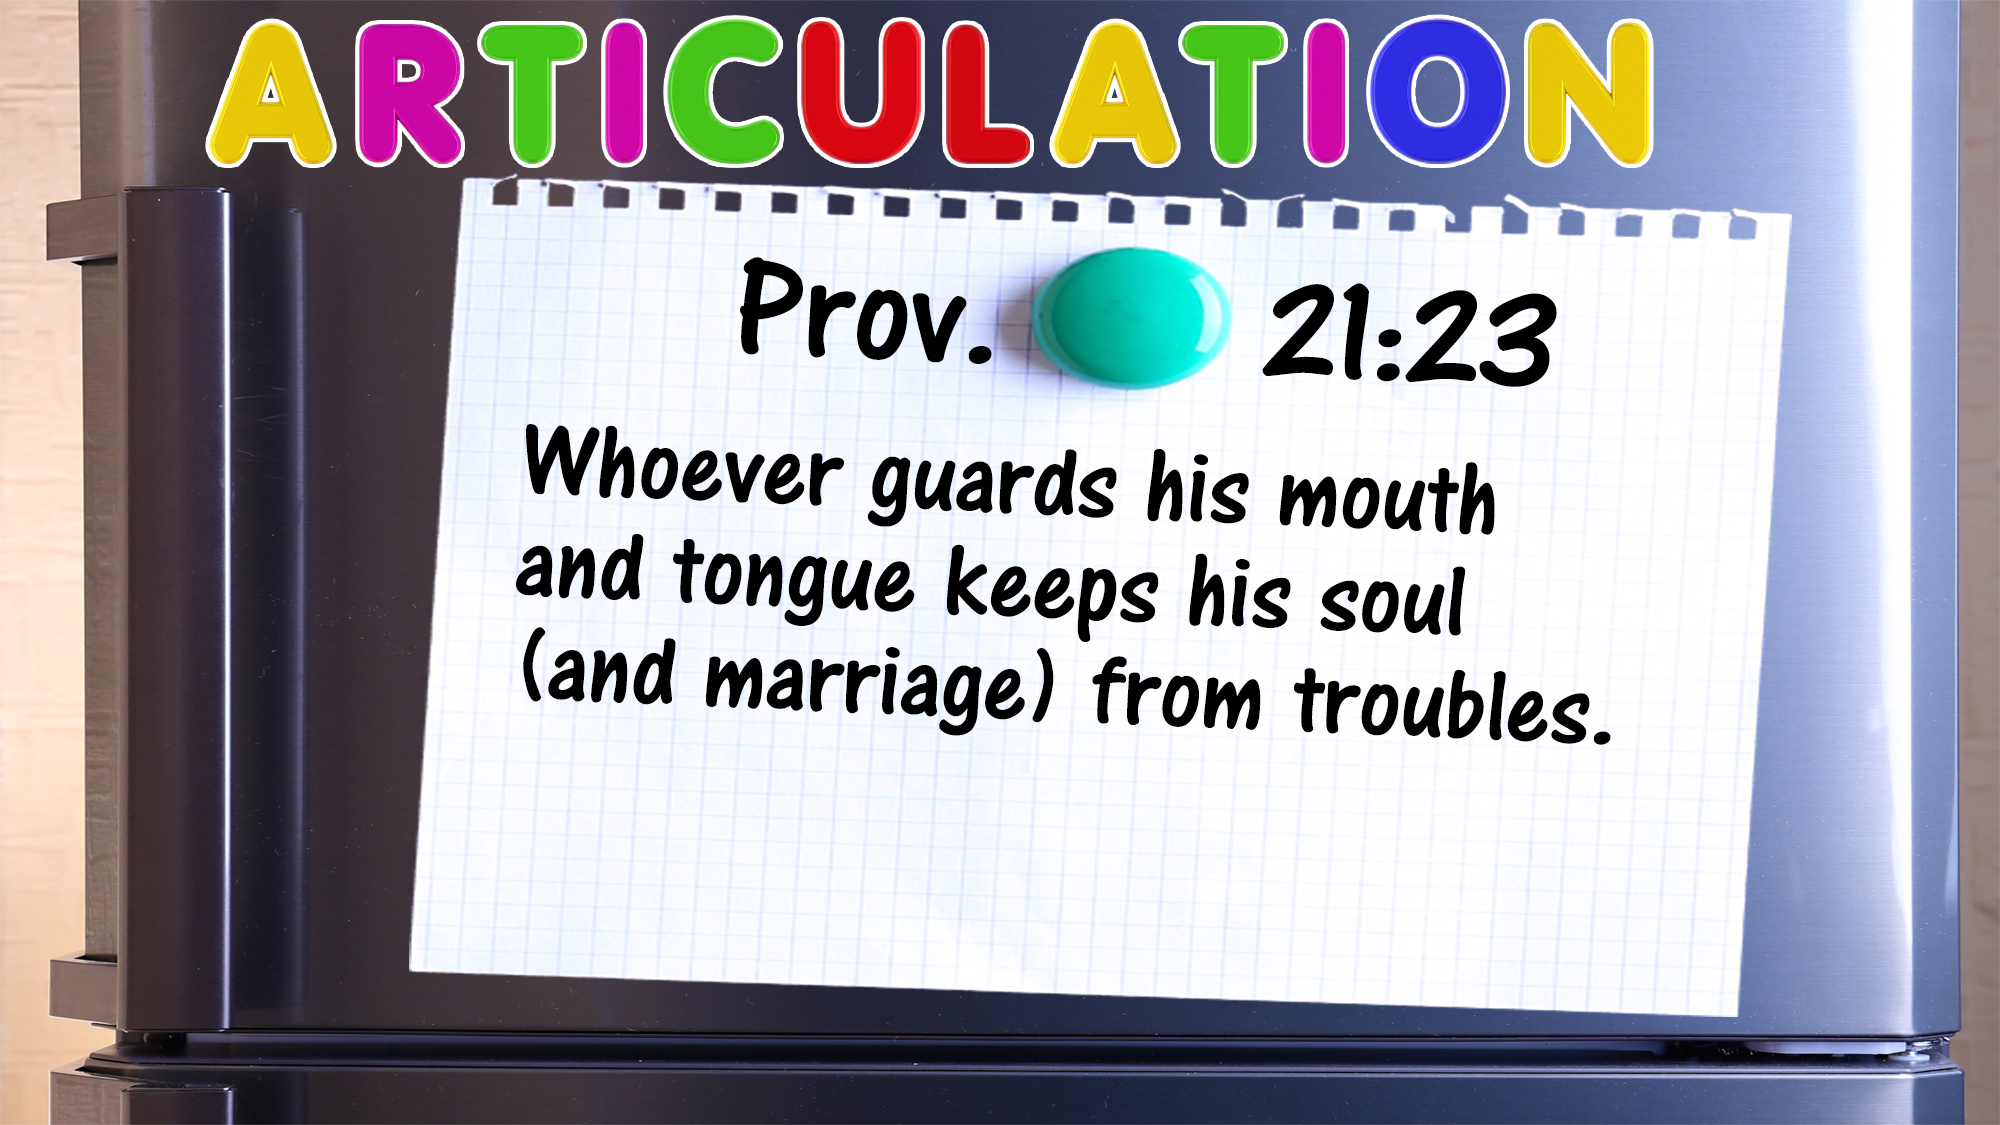 ARTICULATION
Prov. 21:23
Whoever guards his mouth
and tongue keeps his soul
(and marriage) from troubles.